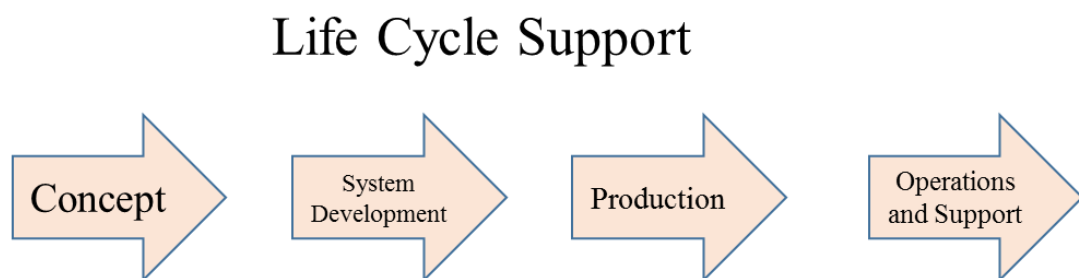 Life Cycle Support
Concept
System
Development
Production
Operations
and Support